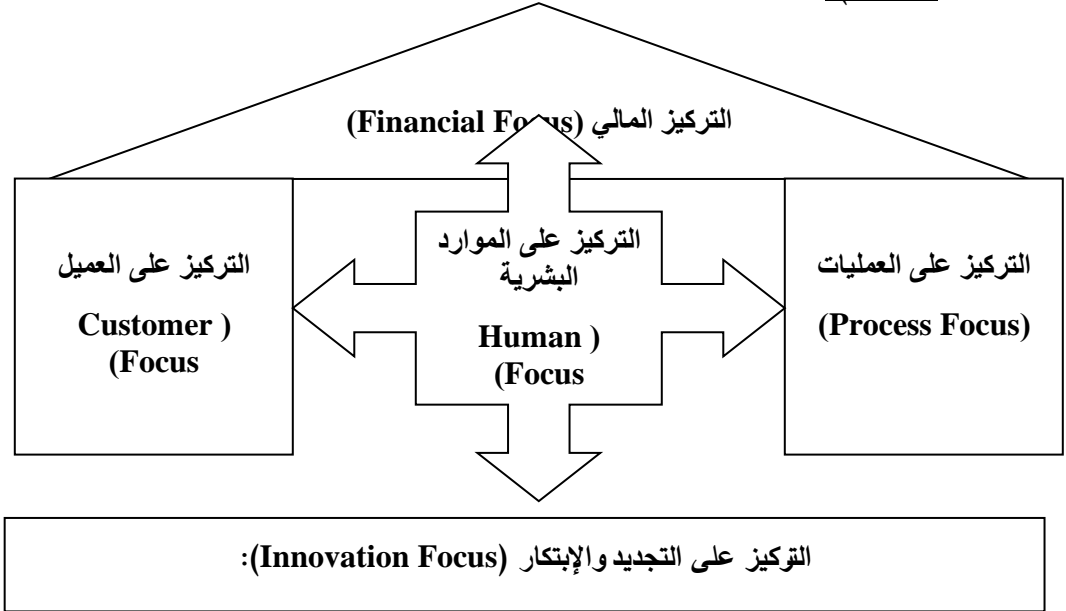 التركيز المالي (Financial Focus)
التركيز على العمليات
(Process Focus)
التركيز على الموارد
البشرية
Human )
(Focus
التركيز على العميل
Customer )
(Focus
التركيز على التجديد والإبتكار (Innovation Focus):